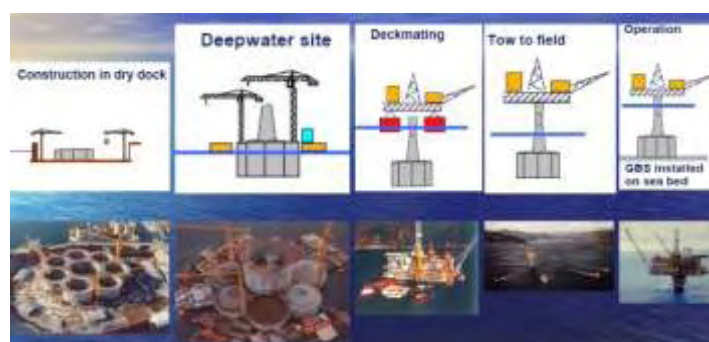 Construction in dry dock
Deepwater site
Deckmating
Tow to field
Operation
GBS installed
on sea bed